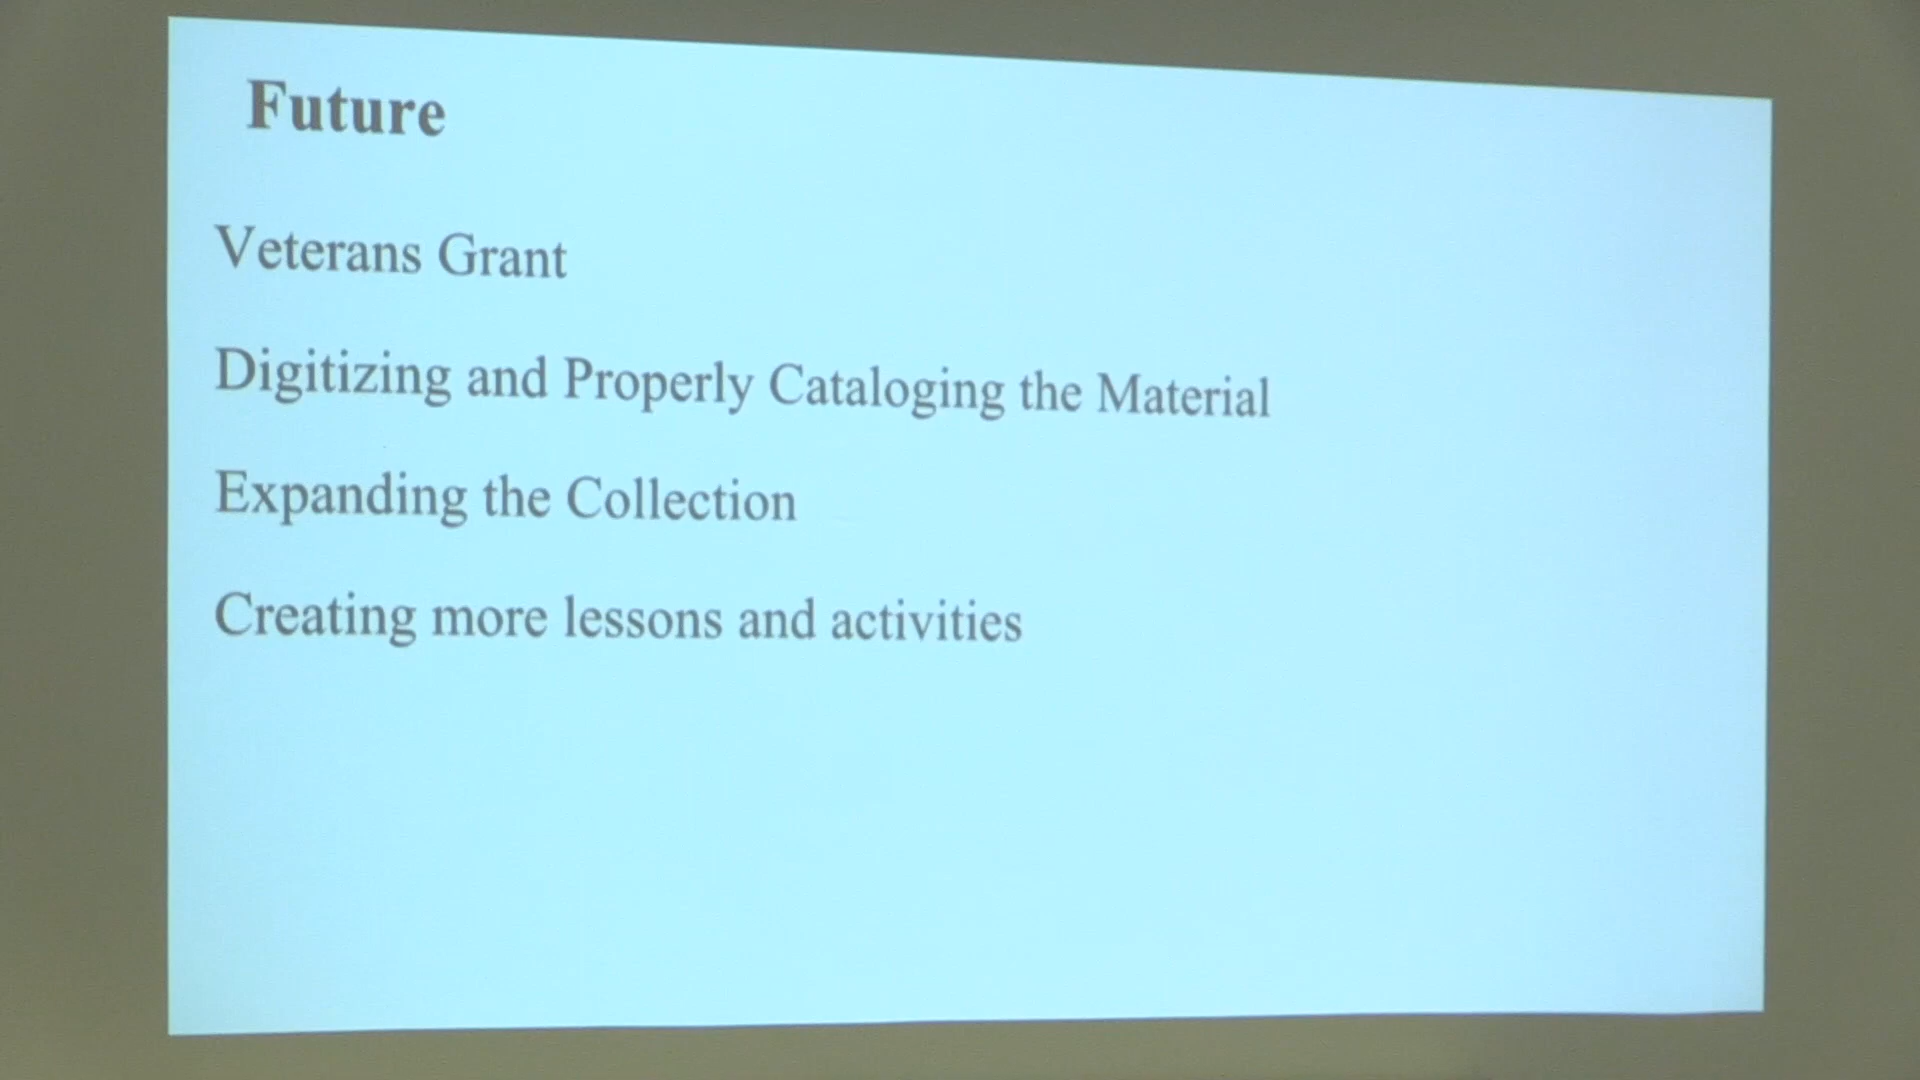 Future
Veterans Grant
Digitizing and Properly Cataloging the Material
Expanding the Collection
Creating more lessons and activities